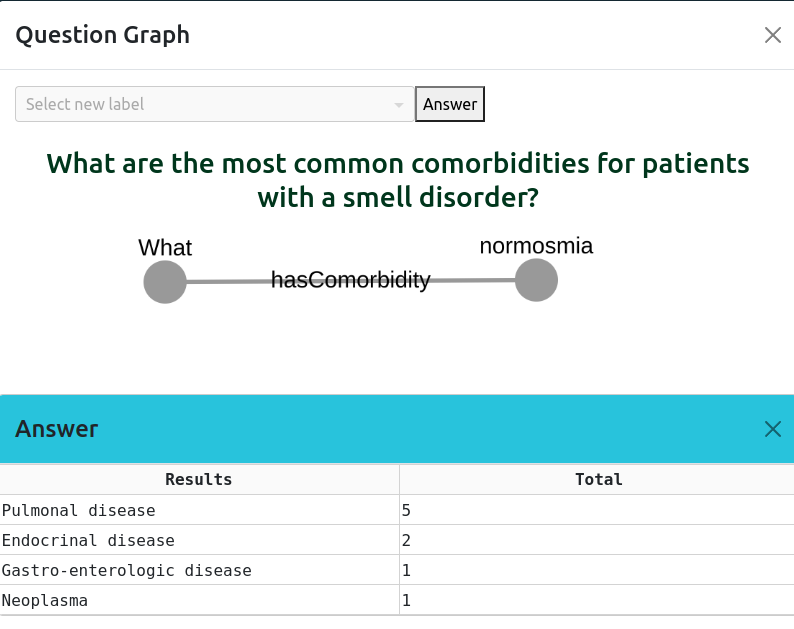 Question Graph
Select new label
Answer
What are the most common comorbidities for patients
with a smell disorder?
What
normosmia
hasComorbidity
Answer
Results Total
Pulmonal disease 5
Endocrinal disease 2
Gastro-enterologic disease 1
Neoplasma 1